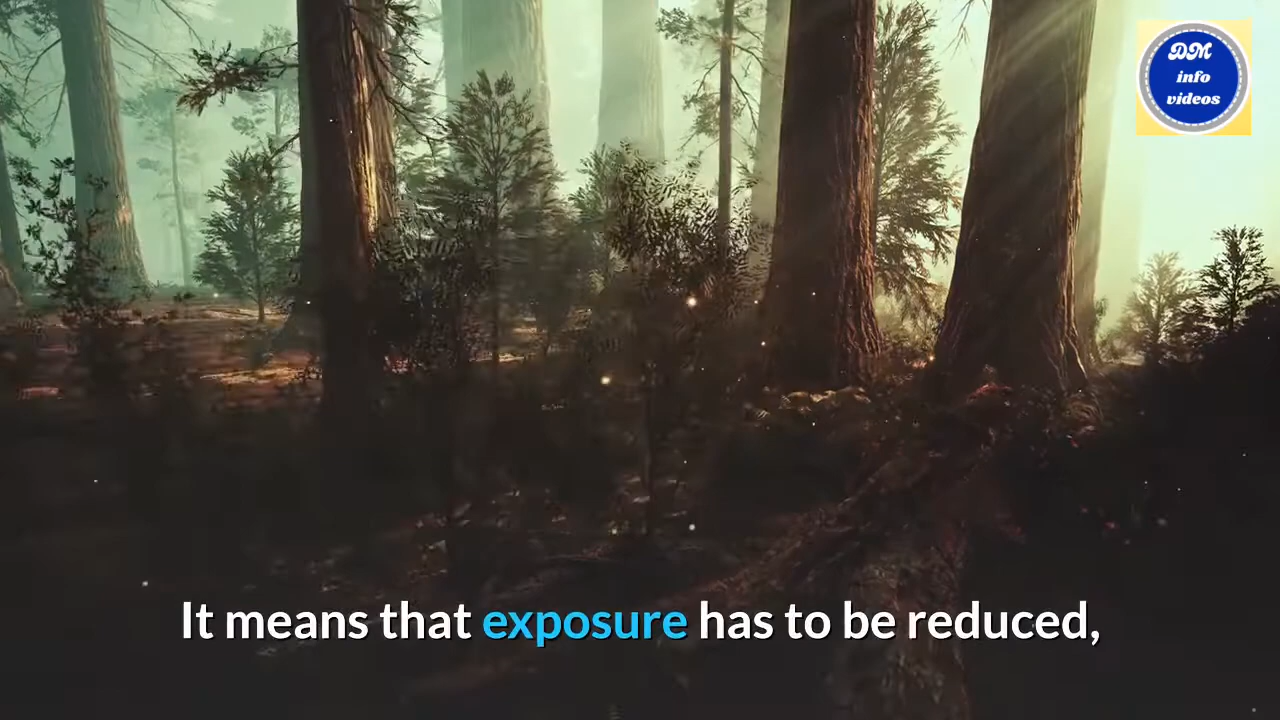 DM
info
videos
It means that exposure has to be reduced,